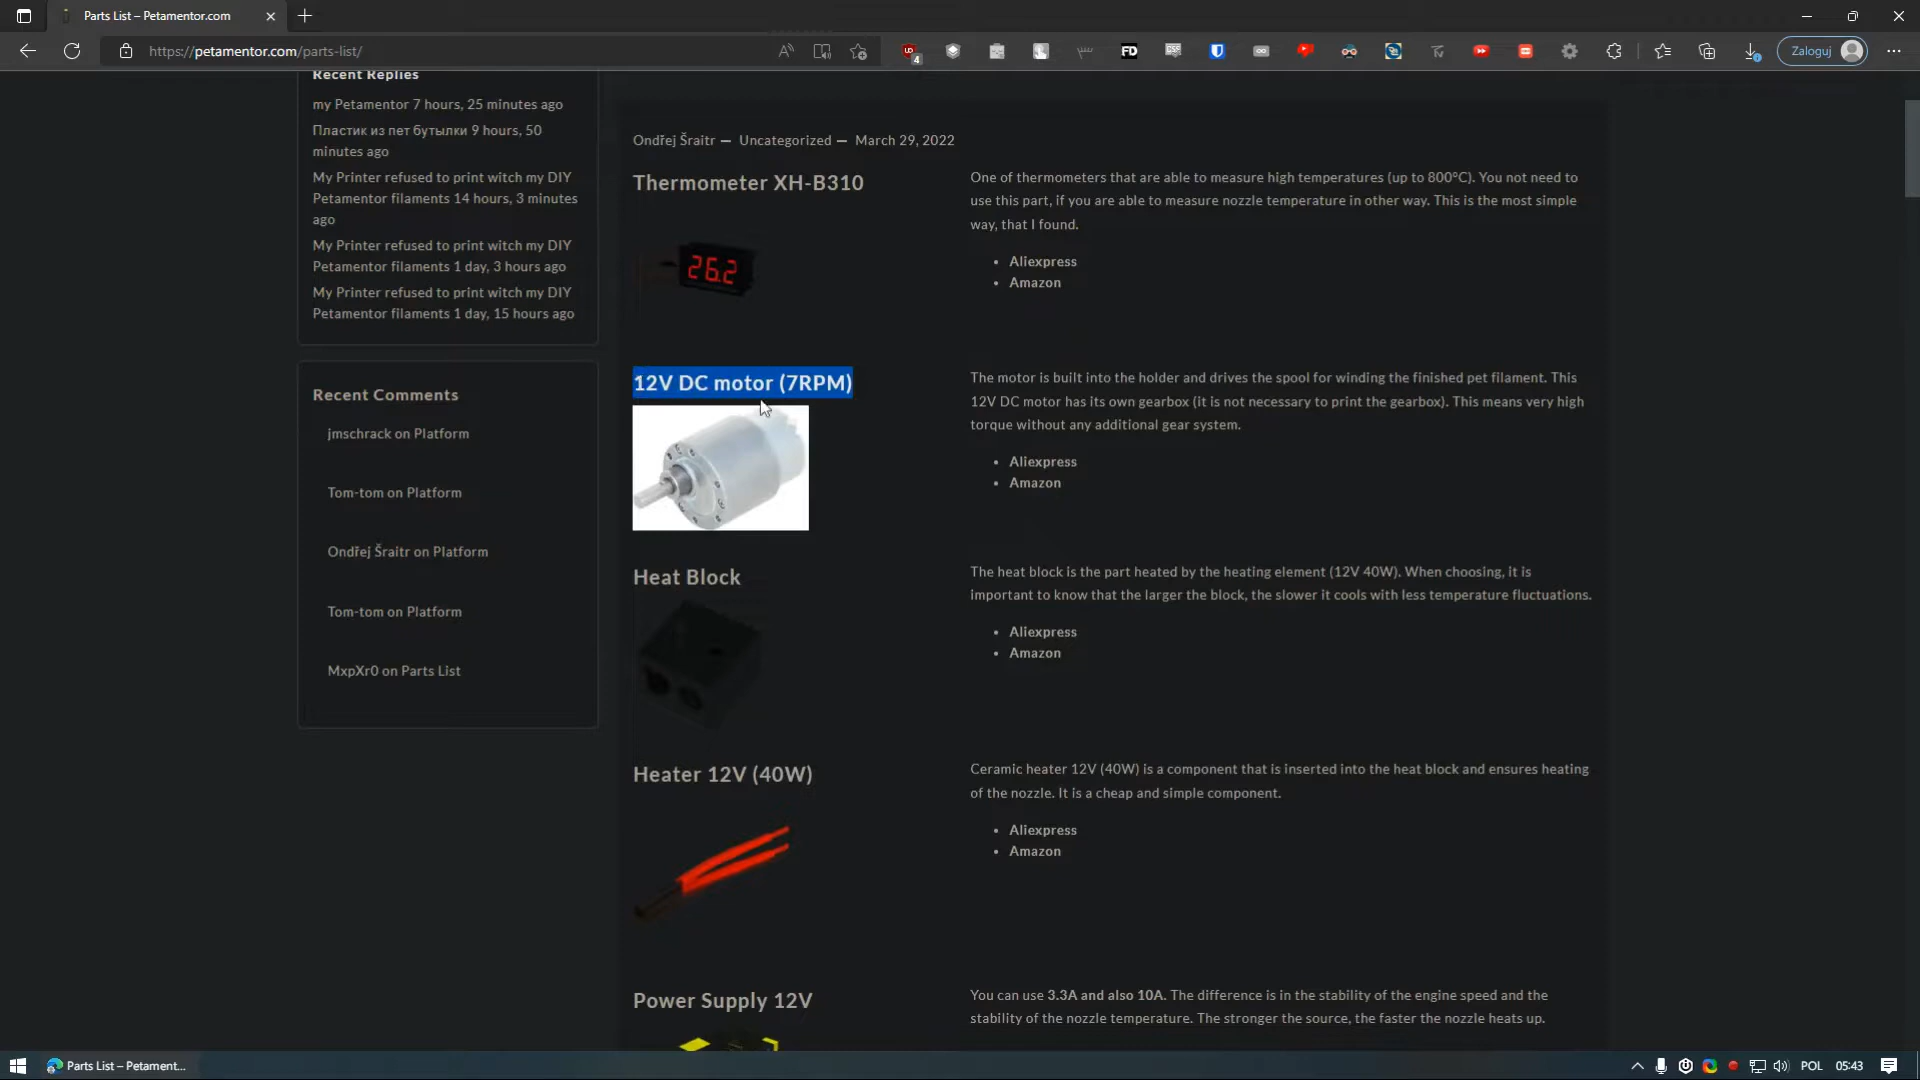 Parts List – Petamentor.com
https://petamentor.com/parts-list/
4
FD
CSS
Zaloguj
Recent Replies
my Petamentor 7 hours, 25 minutes ago
Пластик из пет бутылки 9 hours, 50
minutes ago
My Printer refused to print witch my DIY
Petamentor filaments 14 hours, 3 minutes
ago
My Printer refused to print witch my DIY
Petamentor filaments 1 day, 3 hours ago
My Printer refused to print witch my DIY
Petamentor filaments 1 day, 15 hours ago
Recent Comments
jmschrack on Platform
Tom-tom on Platform
Ondřej Šraitr on Platform
Tom-tom on Platform
MxpXr0 on Parts List
Ondřej Šraitr — Uncategorized — March 29, 2022
Thermometer XH-B310
26.2
One of thermometers that are able to measure high temperatures (up to 800°C). You not need to
use this part, if you are able to measure nozzle temperature in other way. This is the most simple
way, that I found.
• Aliexpress
• Amazon
12V DC motor (7RPM)
The motor is built into the holder and drives the spool for winding the finished pet filament. This
12V DC motor has its own gearbox (it is not necessary to print the gearbox). This means very high
torque without any additional gear system.
• Aliexpress
• Amazon
Heat Block
The heat block is the part heated by the heating element (12V 40W). When choosing, it is
important to know that the larger the block, the slower it cools with less temperature fluctuations.
• Aliexpress
• Amazon
Heater 12V (40W)
Ceramic heater 12V (40W) is a component that is inserted into the heat block and ensures heating
of the nozzle. It is a cheap and simple component.
• Aliexpress
• Amazon
Power Supply 12V
You can use 3.3A and also 10A. The difference is in the stability of the engine speed and the
stability of the nozzle temperature. The stronger the source, the faster the nozzle heats up.
Parts List – Petament...
POL
05:43